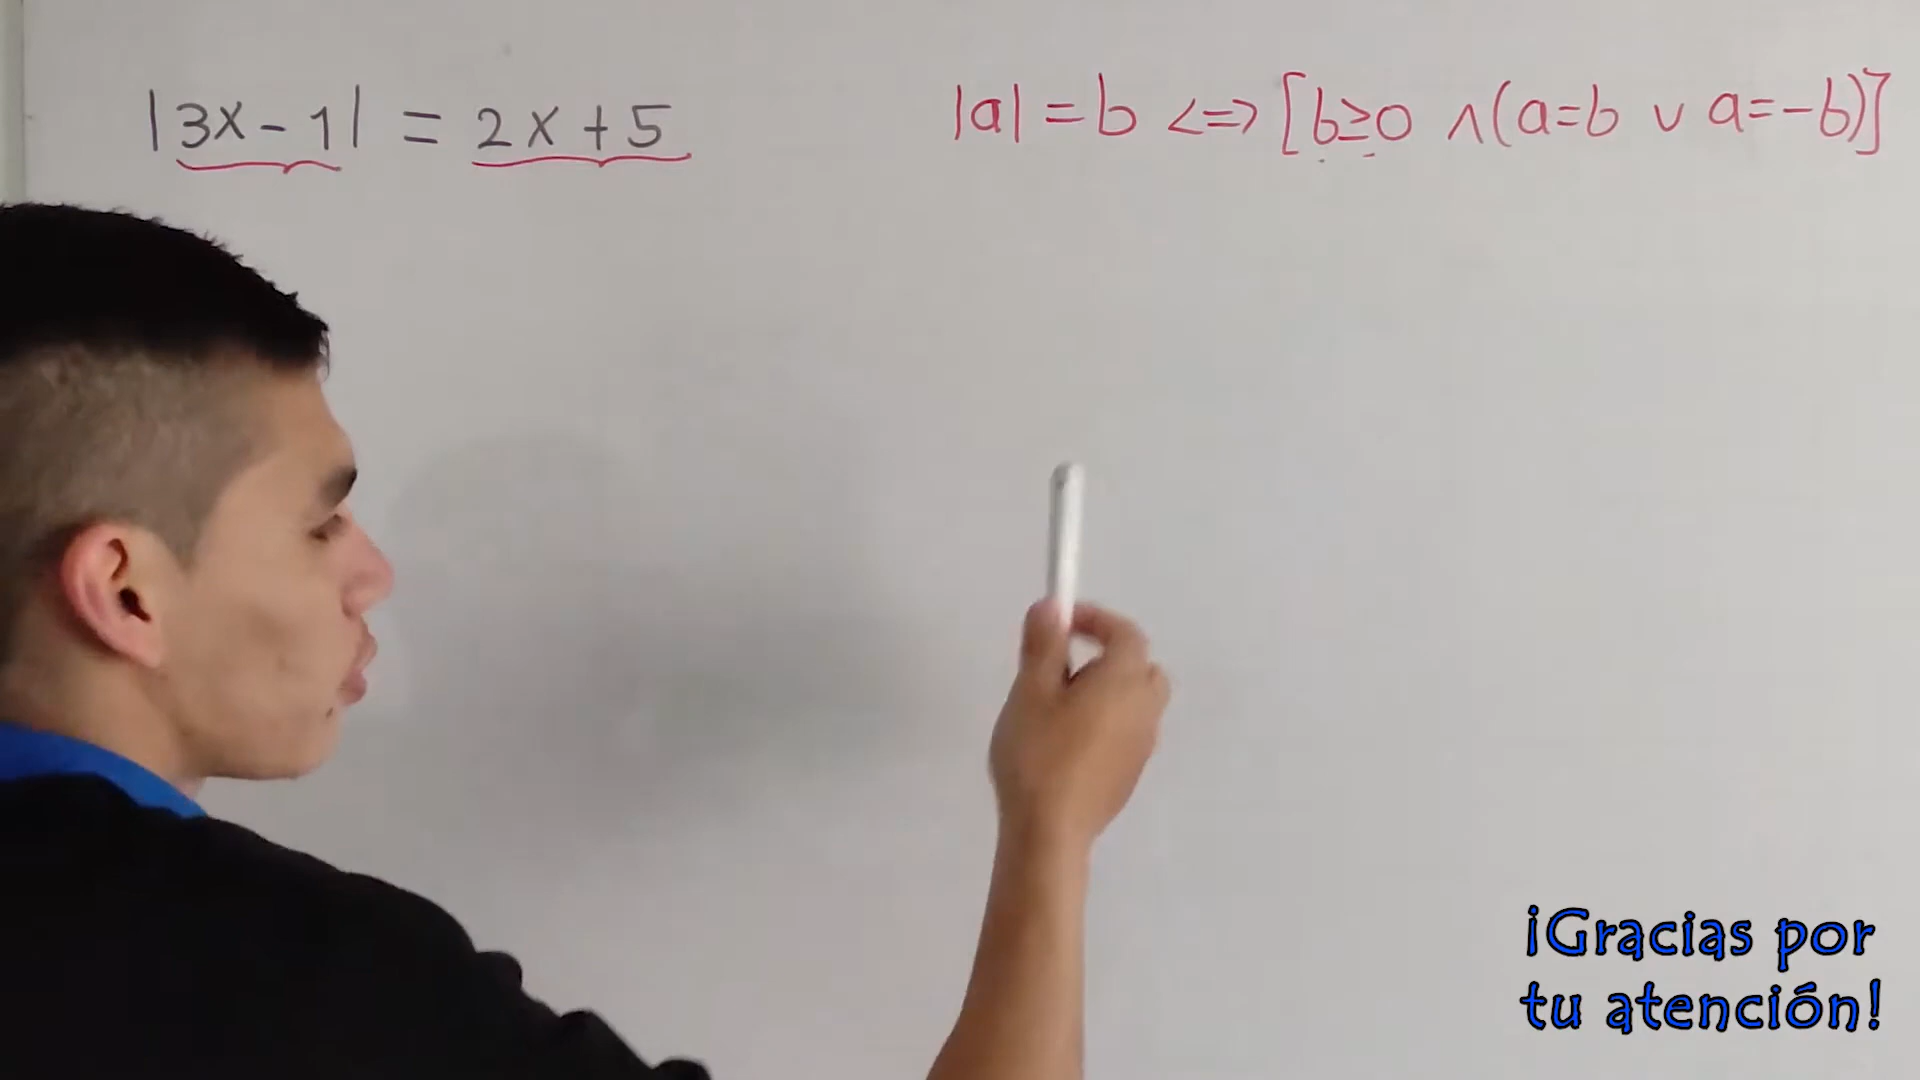 |3x-1| = 2x+5
|a| = b <=> [b≥0 ∧(a=b ∨ a=-b)]
¡Gracias por
tu atención!